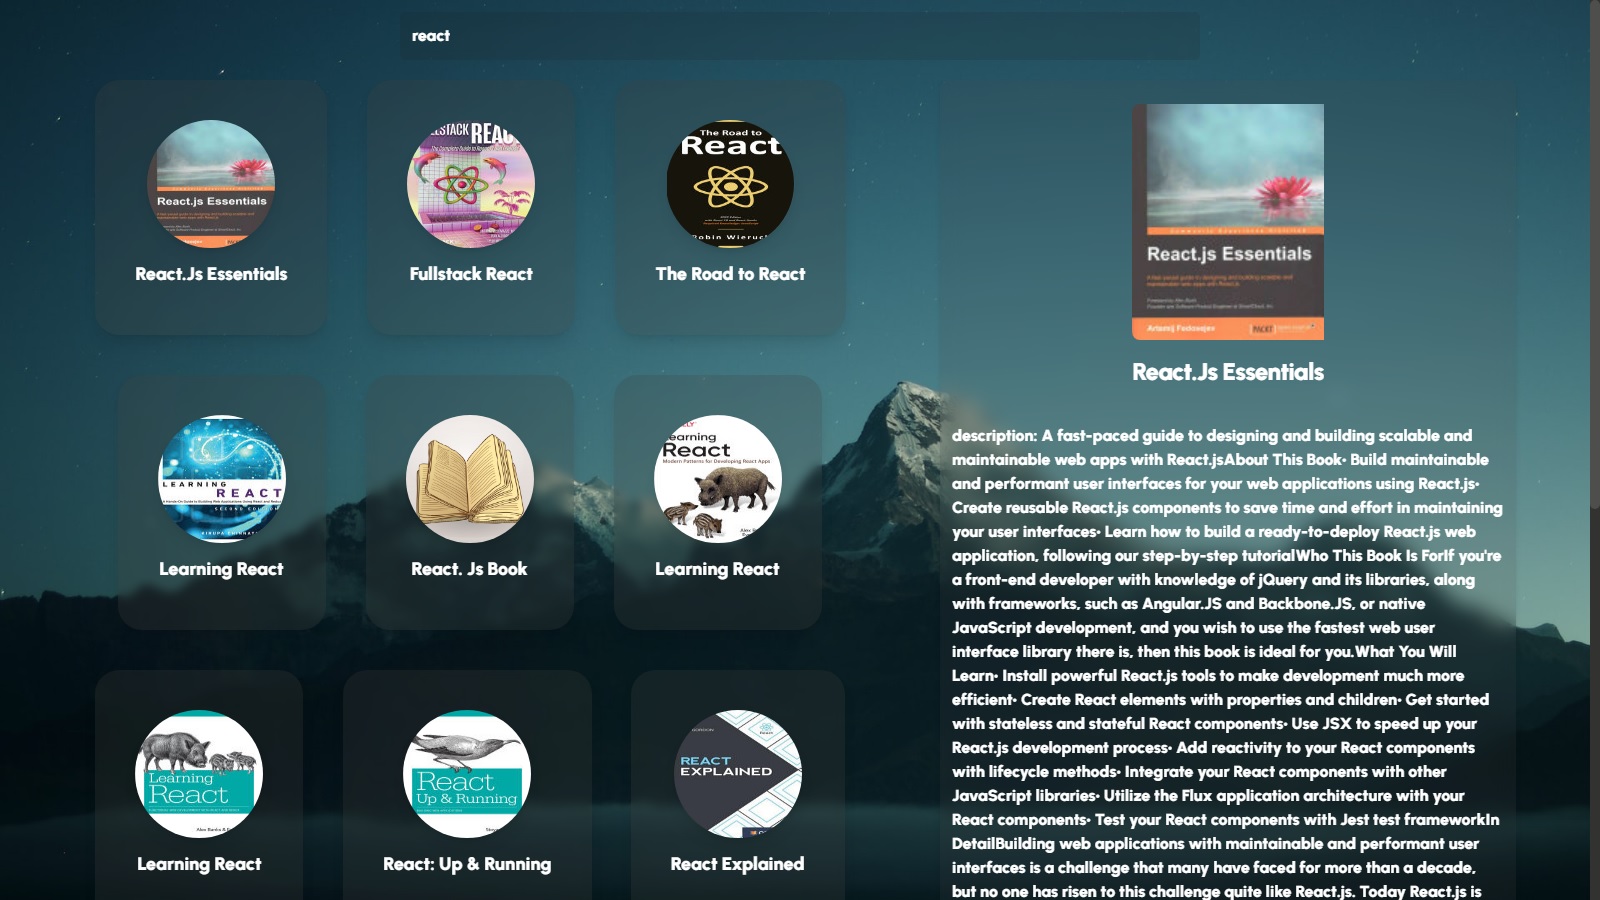 react
React.Js Essentials
Fullstack React
The Road to React
React.js Essentials
The Road to
React
Robin Wieruch
Learning React
React. Js Book
Learning React
LEARNING
REACT
SECOND EDITION
Learning
React
Modern Patterns for Developing React Apps
Learning React
React: Up & Running
React Explained
Learning
React
React
Up & Running
REACT
EXPLAINED
React.js Essentials
Artemij Fedosejev
PACKT
React.Js Essentials
description: A fast-paced guide to designing and building scalable and
maintainable web apps with React.jsAbout This Book• Build maintainable
and performant user interfaces for your web applications using React.js•
Create reusable React.js components to save time and effort in maintaining
your user interfaces• Learn how to build a ready-to-deploy React.js web
application, following our step-by-step tutorialWho This Book Is ForIf you're
a front-end developer with knowledge of jQuery and its libraries, along
with frameworks, such as Angular.JS and Backbone.JS, or native
JavaScript development, and you wish to use the fastest web user
interface library there is, then this book is ideal for you.What You Will
Learn• Install powerful React.js tools to make development much more
efficient• Create React elements with properties and children• Get started
with stateless and stateful React components• Use JSX to speed up your
React.js development process• Add reactivity to your React components
with lifecycle methods• Integrate your React components with other
JavaScript libraries• Utilize the Flux application architecture with your
React components• Test your React components with Jest test frameworkIn
DetailBuilding web applications with maintainable and performant user
interfaces is a challenge that many have faced for more than a decade,
but no one has risen to this challenge quite like React.js. Today React.js is